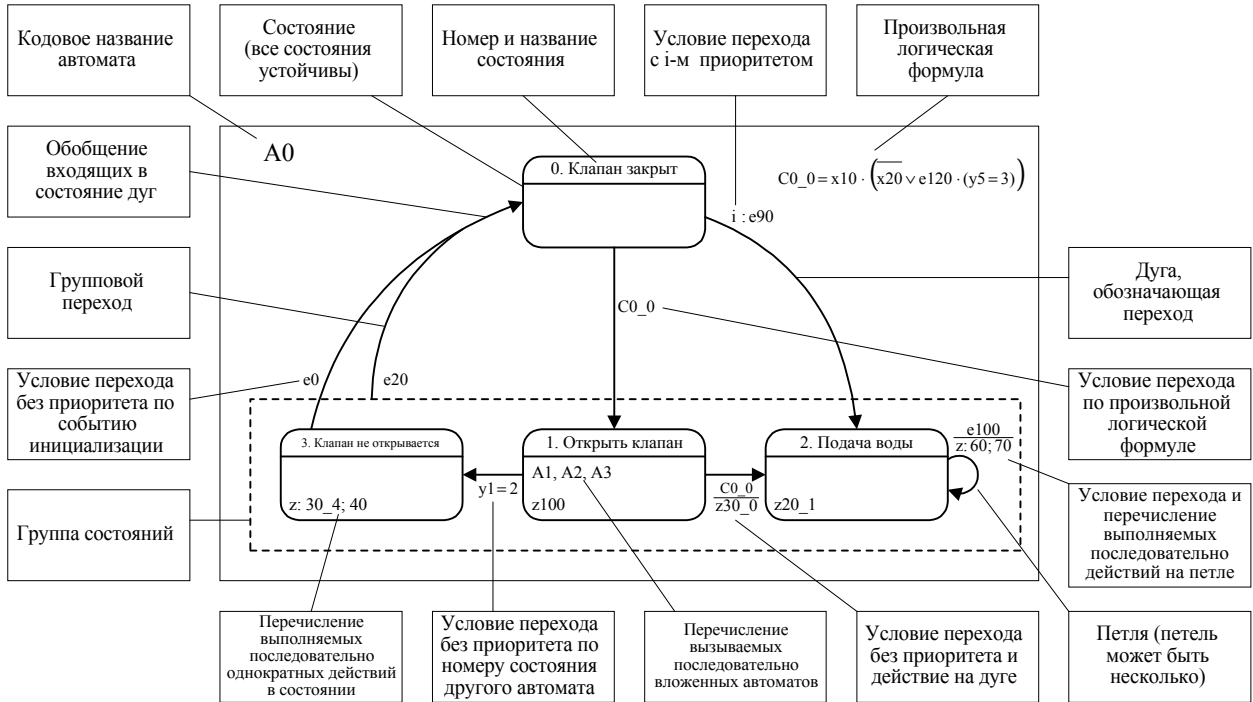 Кодовое название
автомата
Состояние
(все состояния
устойчивы)
Номер и название
состояния
Условие перехода
с i-м приоритетом
Произвольная
логическая
формула
Обобщение
входящих в
состояние дуг
A0
0. Клапан закрыт
C0_0 = x10 · (x̅2̅0̅ ∨ e120 · (y5 = 3))
i : e90
Групповой
переход
C0_0
Дуга,
обозначающая
переход
Условие перехода
без приоритета по
событию
инициализации
e0
e20
Условие перехода
по произвольной
логической
формуле
3. Клапан не открывается
z: 30_4; 40
y1 = 2
1. Открыть клапан
A1, A2, A3
z100
C0_0
z30_0
2. Подача воды
z20_1
e100
z: 60; 70
Группа состояний
Условие перехода и
перечисление
выполняемых
последовательно
действий на петле
Перечисление
выполняемых
последовательно
однократных действий
в состоянии
Условие перехода
без приоритета по
номеру состояния
другого автомата
Перечисление
вызываемых
последовательно
вложенных автоматов
Условие перехода
без приоритета и
действие на дуге
Петля (петель
может быть
несколько)